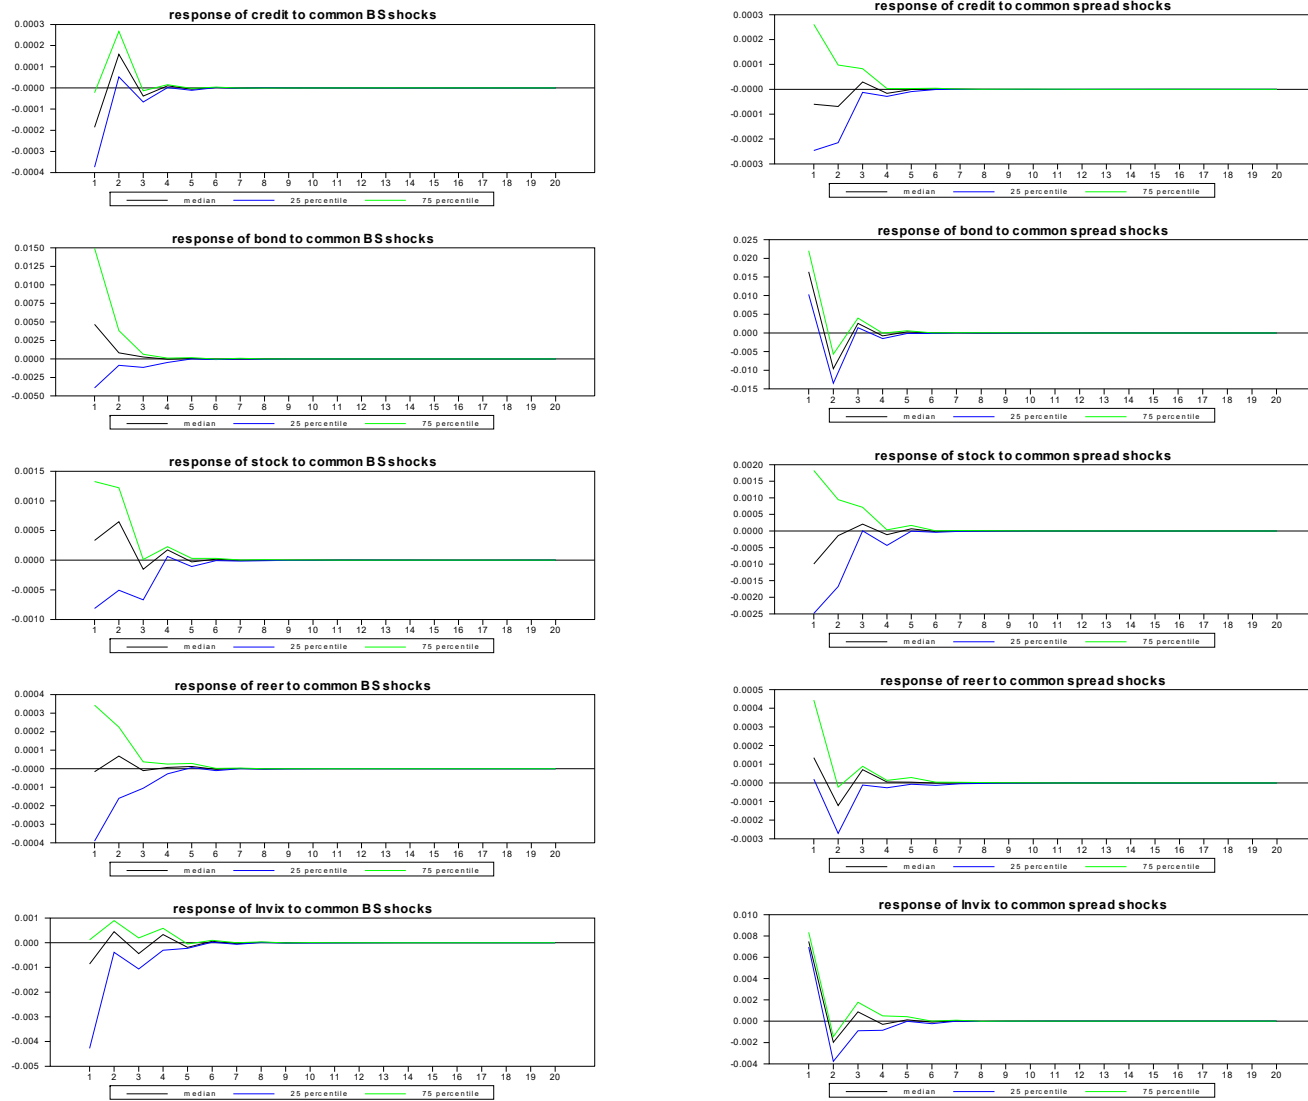 response of credit to common BS shocks
0.0003
0.0002
0.0001
-0.0000
-0.0001
-0.0002
-0.0003
-0.0004
1 2 3 4 5 6 7 8 9 10 11 12 13 14 15 16 17 18 19 20
median 25 percentile 75 percentile
response of credit to common spread shocks
0.0003
0.0002
0.0001
-0.0000
-0.0001
-0.0002
-0.0003
1 2 3 4 5 6 7 8 9 10 11 12 13 14 15 16 17 18 19 20
median 25 percentile 75 percentile
response of bond to common BS shocks
0.0150
0.0125
0.0100
0.0075
0.0050
0.0025
0.0000
-0.0025
-0.0050
1 2 3 4 5 6 7 8 9 10 11 12 13 14 15 16 17 18 19 20
median 25 percentile 75 percentile
response of bond to common spread shocks
0.025
0.020
0.015
0.010
0.005
0.000
-0.005
-0.010
-0.015
1 2 3 4 5 6 7 8 9 10 11 12 13 14 15 16 17 18 19 20
median 25 percentile 75 percentile
response of stock to common BS shocks
0.0015
0.0010
0.0005
0.0000
-0.0005
-0.0010
1 2 3 4 5 6 7 8 9 10 11 12 13 14 15 16 17 18 19 20
median 25 percentile 75 percentile
response of stock to common spread shocks
0.0020
0.0015
0.0010
0.0005
0.0000
-0.0005
-0.0010
-0.0015
-0.0020
-0.0025
1 2 3 4 5 6 7 8 9 10 11 12 13 14 15 16 17 18 19 20
median 25 percentile 75 percentile
response of reer to common BS shocks
0.0004
0.0003
0.0002
0.0001
-0.0000
-0.0001
-0.0002
-0.0003
-0.0004
1 2 3 4 5 6 7 8 9 10 11 12 13 14 15 16 17 18 19 20
median 25 percentile 75 percentile
response of reer to common spread shocks
0.0005
0.0004
0.0003
0.0002
0.0001
-0.0000
-0.0001
-0.0002
-0.0003
1 2 3 4 5 6 7 8 9 10 11 12 13 14 15 16 17 18 19 20
median 25 percentile 75 percentile
response of lnvix to common BS shocks
0.001
0.000
-0.001
-0.002
-0.003
-0.004
-0.005
1 2 3 4 5 6 7 8 9 10 11 12 13 14 15 16 17 18 19 20
median 25 percentile 75 percentile
response of lnvix to common spread shocks
0.010
0.008
0.006
0.004
0.002
0.000
-0.002
-0.004
1 2 3 4 5 6 7 8 9 10 11 12 13 14 15 16 17 18 19 20
median 25 percentile 75 percentile